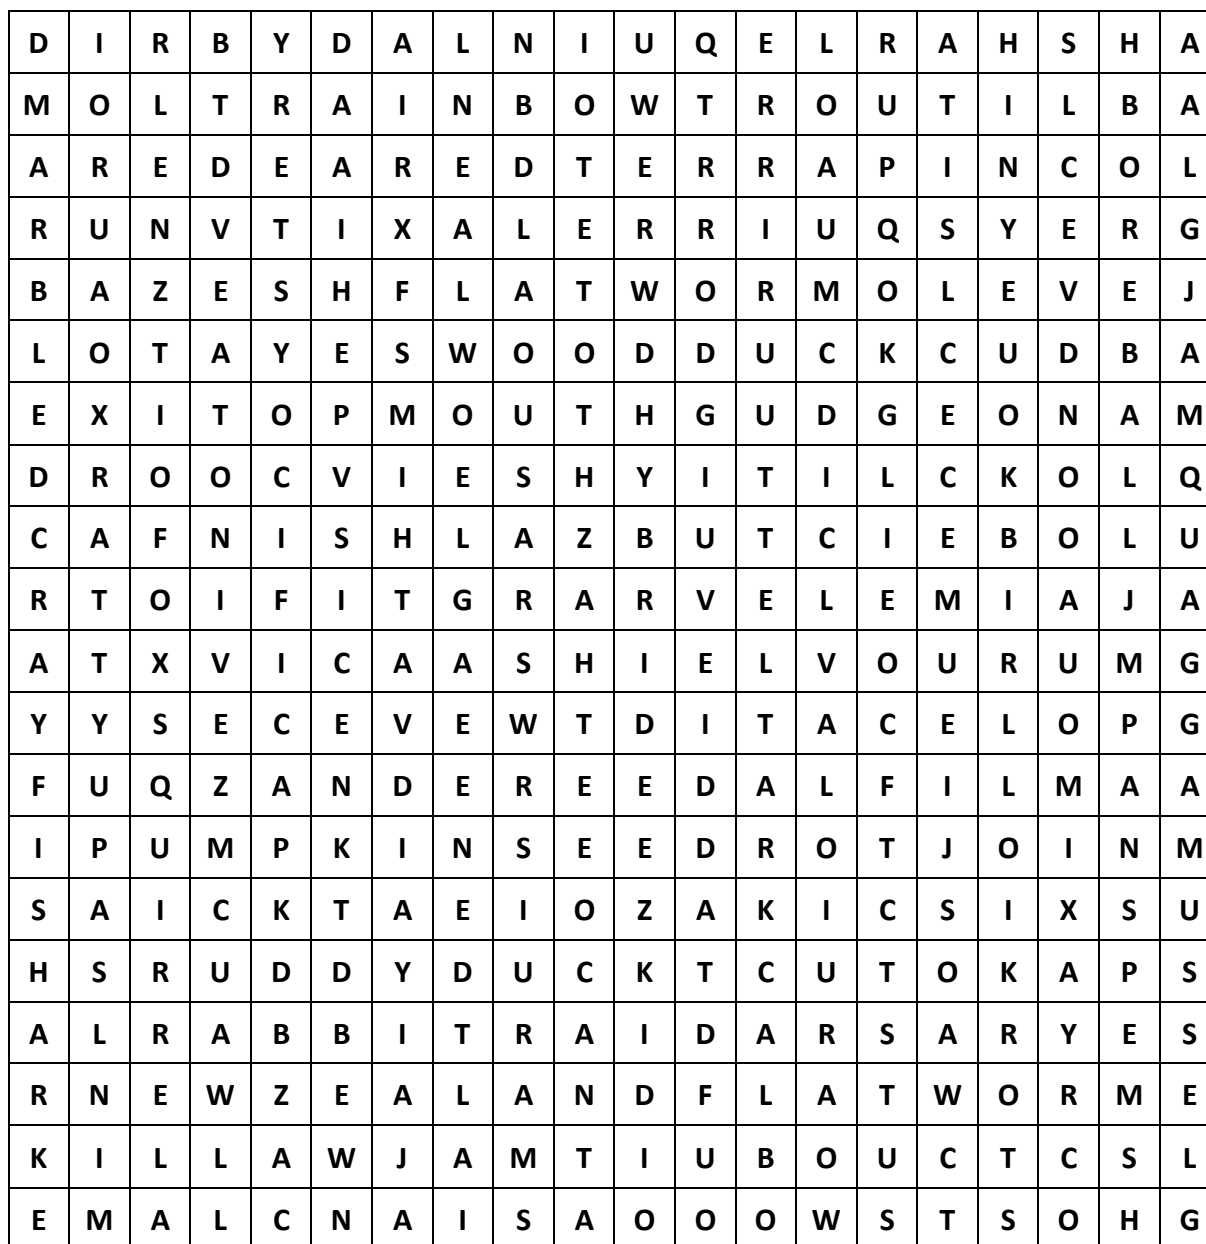 D I R B Y D A L N I U Q E L R A H S H A
M O L T R A I N B O W T R O U T I L B A
A R E D E A R E D T E R R A P I N C O L
R U N V T I X A L E R R I U Q S Y E R G
B A Z E S H F L A T W O R M O L E V E J
L O T A Y E S W O O D D U C K C U D B A
E X I T O P M O U T H G U D G E O N A M
D R O O C V I E S H Y I T I L C K O L Q
C A F N I S H L A Z B U T C I E B O L U
R T O I F I T G R A R V E L E M I A J A
A T X V I C A A S H I E L V O U R U M G
Y Y S E C E V E W T D I T A C E L O P G
F U Q Z A N D E R E E D A L F I L M A A
I P U M P K I N S E E D R O T J O I N M
S A I C K T A E I O Z A K I C S I X S U
H S R U D D Y D U C K T C U T O K A P S
A L R A B B I T R A I D A R S A R Y E S
R N E W Z E A L A N D F L A T W O R M E
K I L L A W J A M T I U B O U C T C S L
E M A L C N A I S A O O O W S T S O H G